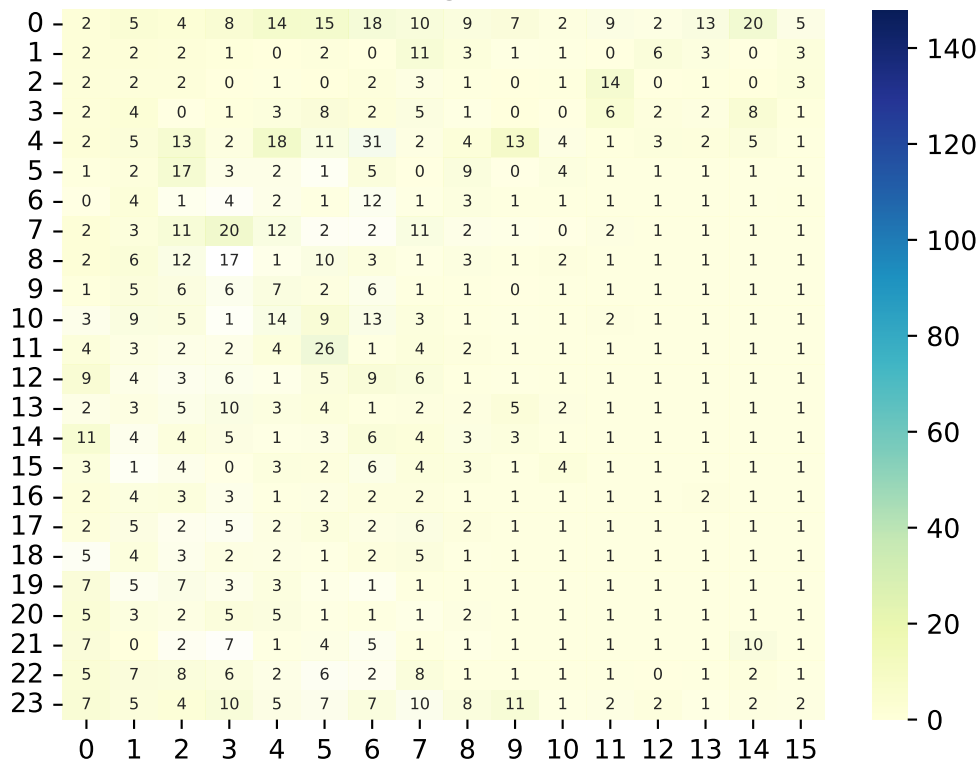 0 2 5 4 8 14 15 18 10 9 7 2 9 2 13 20 5
1 2 2 2 1 0 2 0 11 3 1 1 0 6 3 0 3
2 2 2 2 0 1 0 2 3 1 0 1 14 0 1 0 3
3 2 4 0 1 3 8 2 5 1 0 0 6 2 2 8 1
4 2 5 13 2 18 11 31 2 4 13 4 1 3 2 5 1
5 1 2 17 3 2 1 5 0 9 0 4 1 1 1 1 1
6 0 4 1 4 2 1 12 1 3 1 1 1 1 1 1 1
7 2 3 11 20 12 2 2 11 2 1 0 2 1 1 1 1
8 2 6 12 17 1 10 3 1 3 1 2 1 1 1 1 1
9 1 5 6 6 7 2 6 1 1 0 1 1 1 1 1 1
10 3 9 5 1 14 9 13 3 1 1 1 2 1 1 1 1
11 4 3 2 2 4 26 1 4 2 1 1 1 1 1 1 1
12 9 4 3 6 1 5 9 6 1 1 1 1 1 1 1 1
13 2 3 5 10 3 4 1 2 2 5 2 1 1 1 1 1
14 11 4 4 5 1 3 6 4 3 3 1 1 1 1 1 1
15 3 1 4 0 3 2 6 4 3 1 4 1 1 1 1 1
16 2 4 3 3 1 2 2 2 1 1 1 1 1 2 1 1
17 2 5 2 5 2 3 2 6 2 1 1 1 1 1 1 1
18 5 4 3 2 2 1 2 5 1 1 1 1 1 1 1 1
19 7 5 7 3 3 1 1 1 1 1 1 1 1 1 1 1
20 5 3 2 5 5 1 1 1 2 1 1 1 1 1 1 1
21 7 0 2 7 1 4 5 1 1 1 1 1 1 1 10 1
22 5 7 8 6 2 6 2 8 1 1 1 1 0 1 2 1
23 7 5 4 10 5 7 7 10 8 11 1 2 2 1 2 2
0 1 2 3 4 5 6 7 8 9 10 11 12 13 14 15
140
120
100
80
60
40
20
0